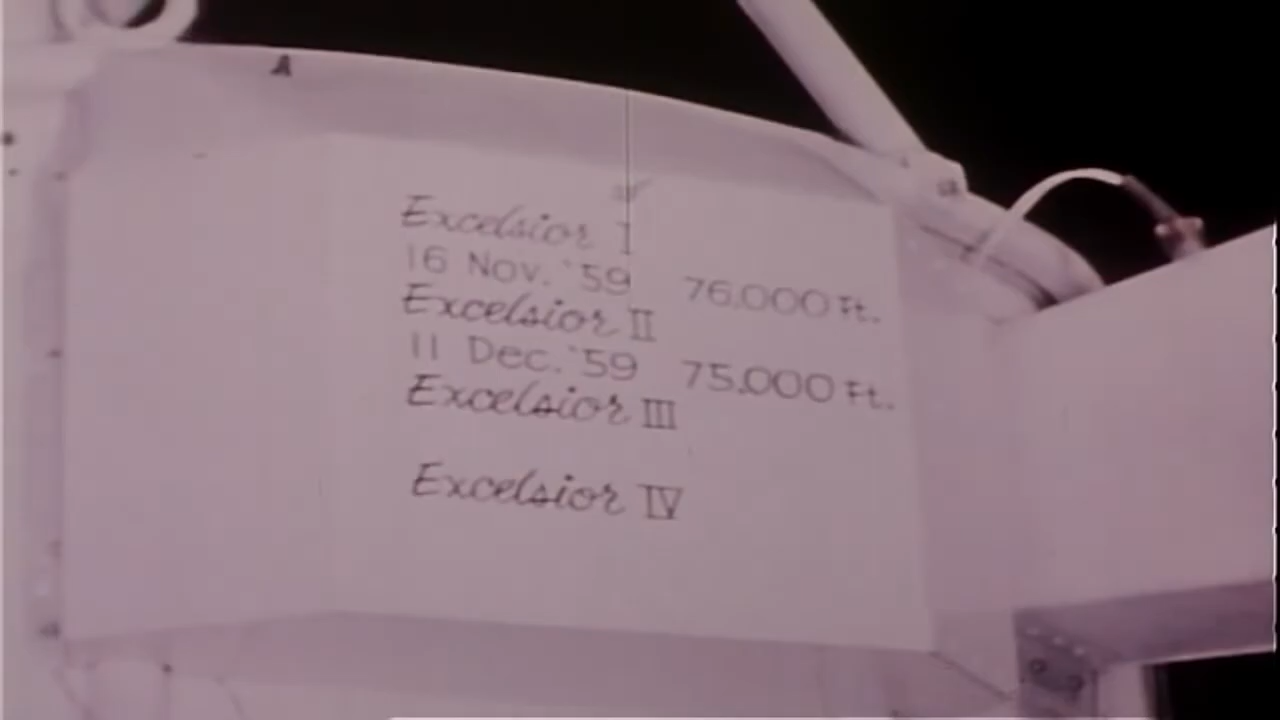 A
Excelsior I
16 Nov. '59 76,000 Ft.
Excelsior II
11 Dec. '59 75,000 Ft.
Excelsior III
Excelsior IV